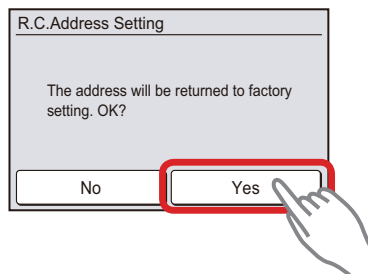 R.C.Address Setting
The address will be returned to factory
setting. OK?
No
Yes